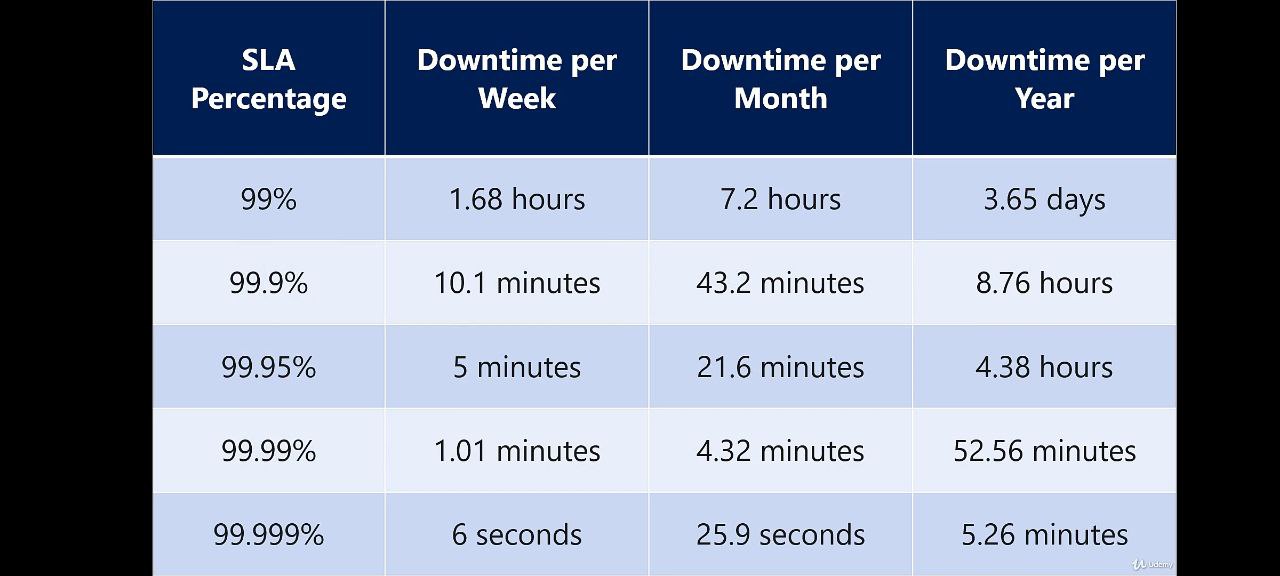 SLA Percentage | Downtime per Week | Downtime per Month | Downtime per Year
99% | 1.68 hours | 7.2 hours | 3.65 days
99.9% | 10.1 minutes | 43.2 minutes | 8.76 hours
99.95% | 5 minutes | 21.6 minutes | 4.38 hours
99.99% | 1.01 minutes | 4.32 minutes | 52.56 minutes
99.999% | 6 seconds | 25.9 seconds | 5.26 minutes
Udemy